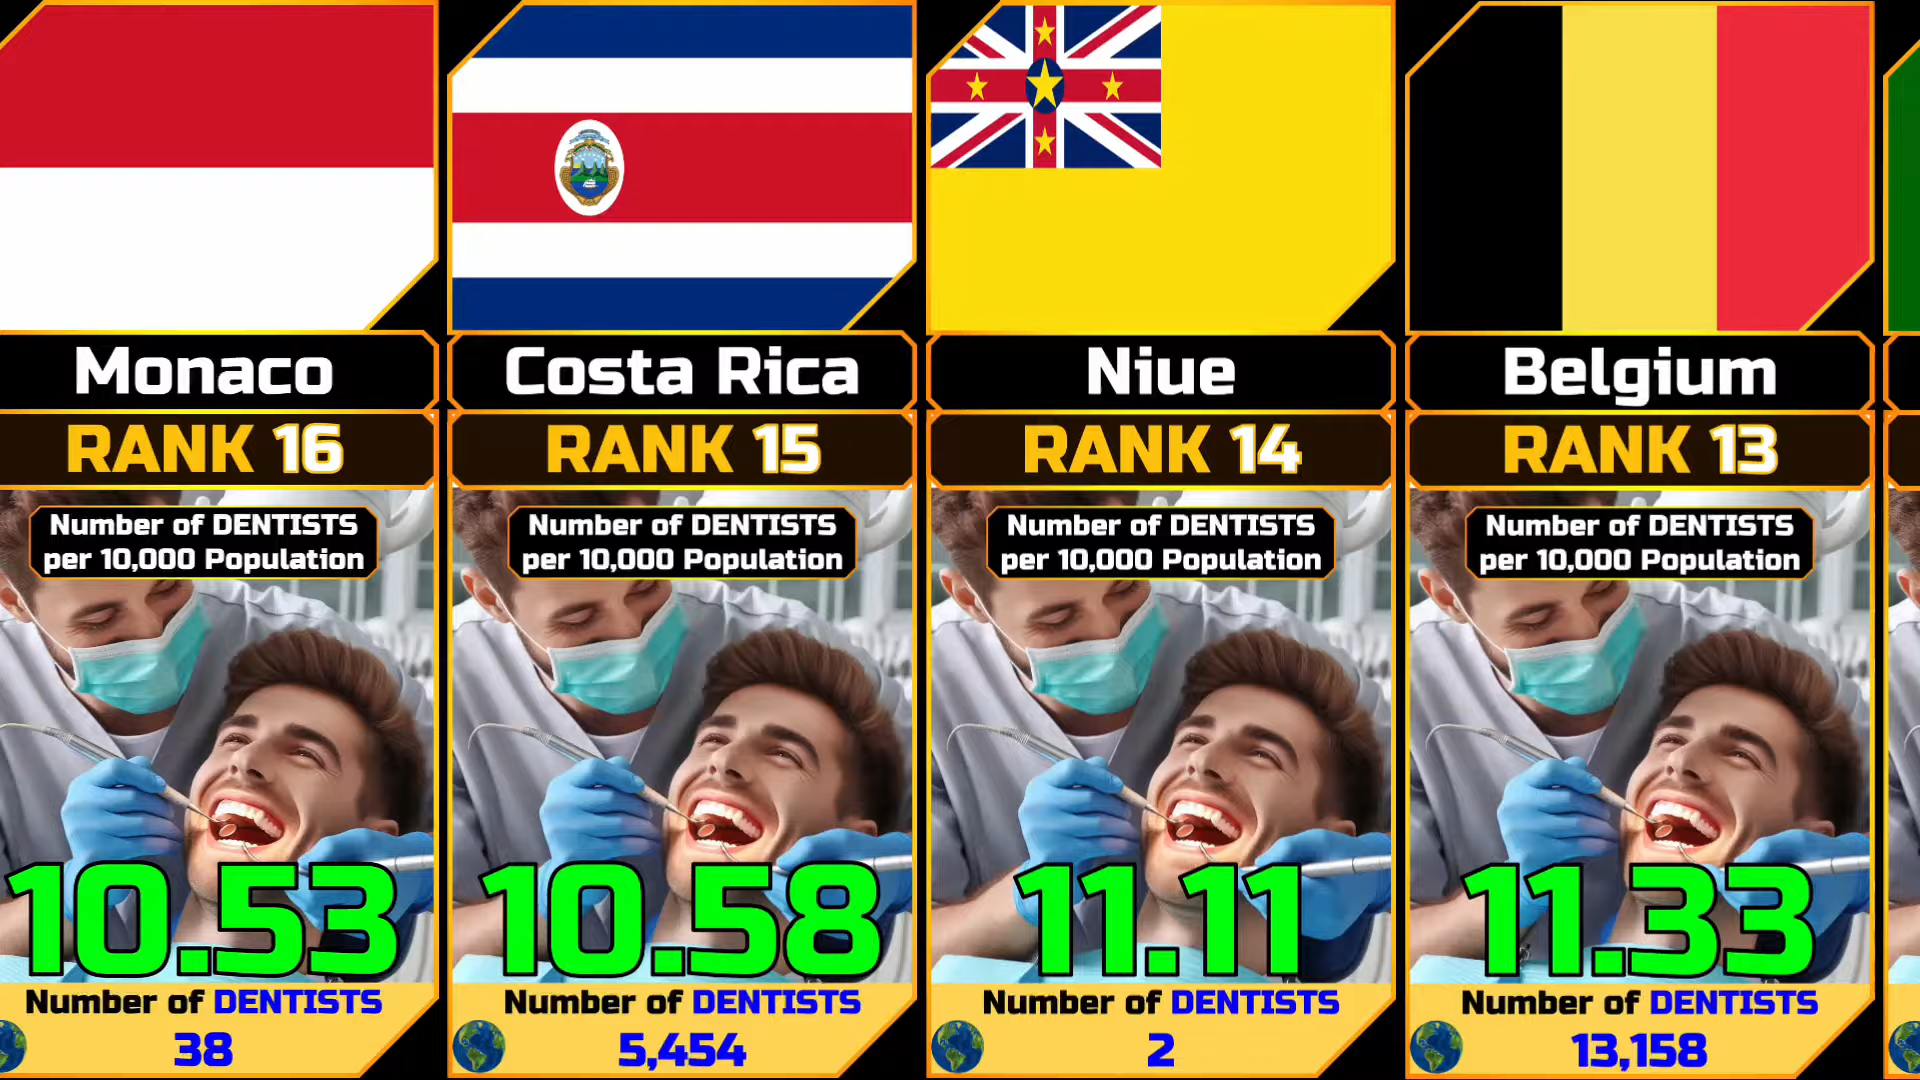 Monaco
RANK 16
Number of DENTISTS
per 10,000 Population
10.53
Number of DENTISTS
38
Costa Rica
RANK 15
Number of DENTISTS
per 10,000 Population
10.58
Number of DENTISTS
5,454
Niue
RANK 14
Number of DENTISTS
per 10,000 Population
11.11
Number of DENTISTS
2
Belgium
RANK 13
Number of DENTISTS
per 10,000 Population
11.33
Number of DENTISTS
13,158